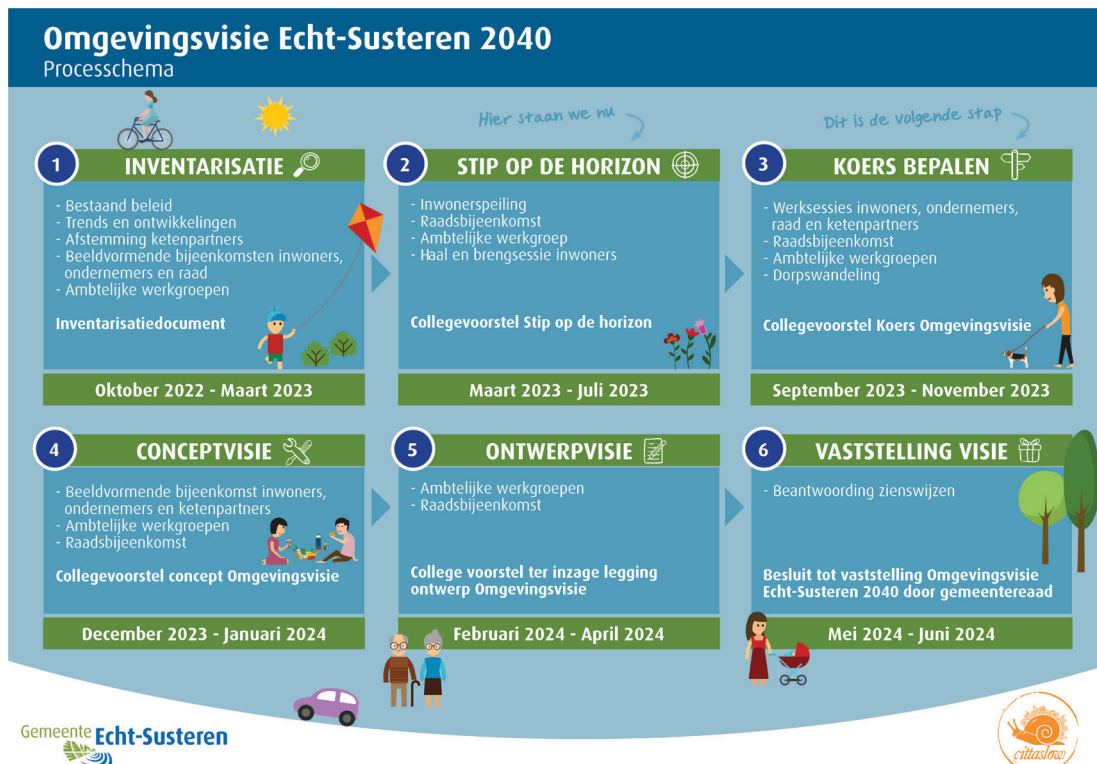 Omgevingsvisie Echt-Susteren 2040
Processchema
Hier staan we nu
Dit is de volgende stap
1
INVENTARISATIE
- Bestaand beleid
- Trends en ontwikkelingen
- Afstemming ketenpartners
- Beeldvormende bijeenkomsten inwoners,
ondernemers en raad
- Ambtelijke werkgroepen
Inventarisatiedocument
Oktober 2022 - Maart 2023
2
STIP OP DE HORIZON
- Inwonerspeiling
- Raadsbijeenkomst
- Ambtelijke werkgroep
- Haal en brengsessie inwoners
Collegevoorstel Stip op de horizon
Maart 2023 - Juli 2023
3
KOERS BEPALEN
- Werksessies inwoners, ondernemers,
raad en ketenpartners
- Raadsbijeenkomst
- Ambtelijke werkgroepen
- Dorpswandeling
Collegevoorstel Koers Omgevingsvisie
September 2023 - November 2023
4
CONCEPTVISIE
- Beeldvormende bijeenkomst inwoners,
ondernemers en ketenpartners
- Ambtelijke werkgroepen
- Raadsbijeenkomst
Collegevoorstel concept Omgevingsvisie
December 2023 - Januari 2024
5
ONTWERPVISIE
- Ambtelijke werkgroepen
- Raadsbijeenkomst
College voorstel ter inzage legging
ontwerp Omgevingsvisie
Februari 2024 - April 2024
6
VASTSTELLING VISIE
- Beantwoording zienswijzen
Besluit tot vaststelling Omgevingsvisie
Echt-Susteren 2040 door gemeentereaad
Mei 2024 - Juni 2024
Gemeente Echt-Susteren
cittaslow